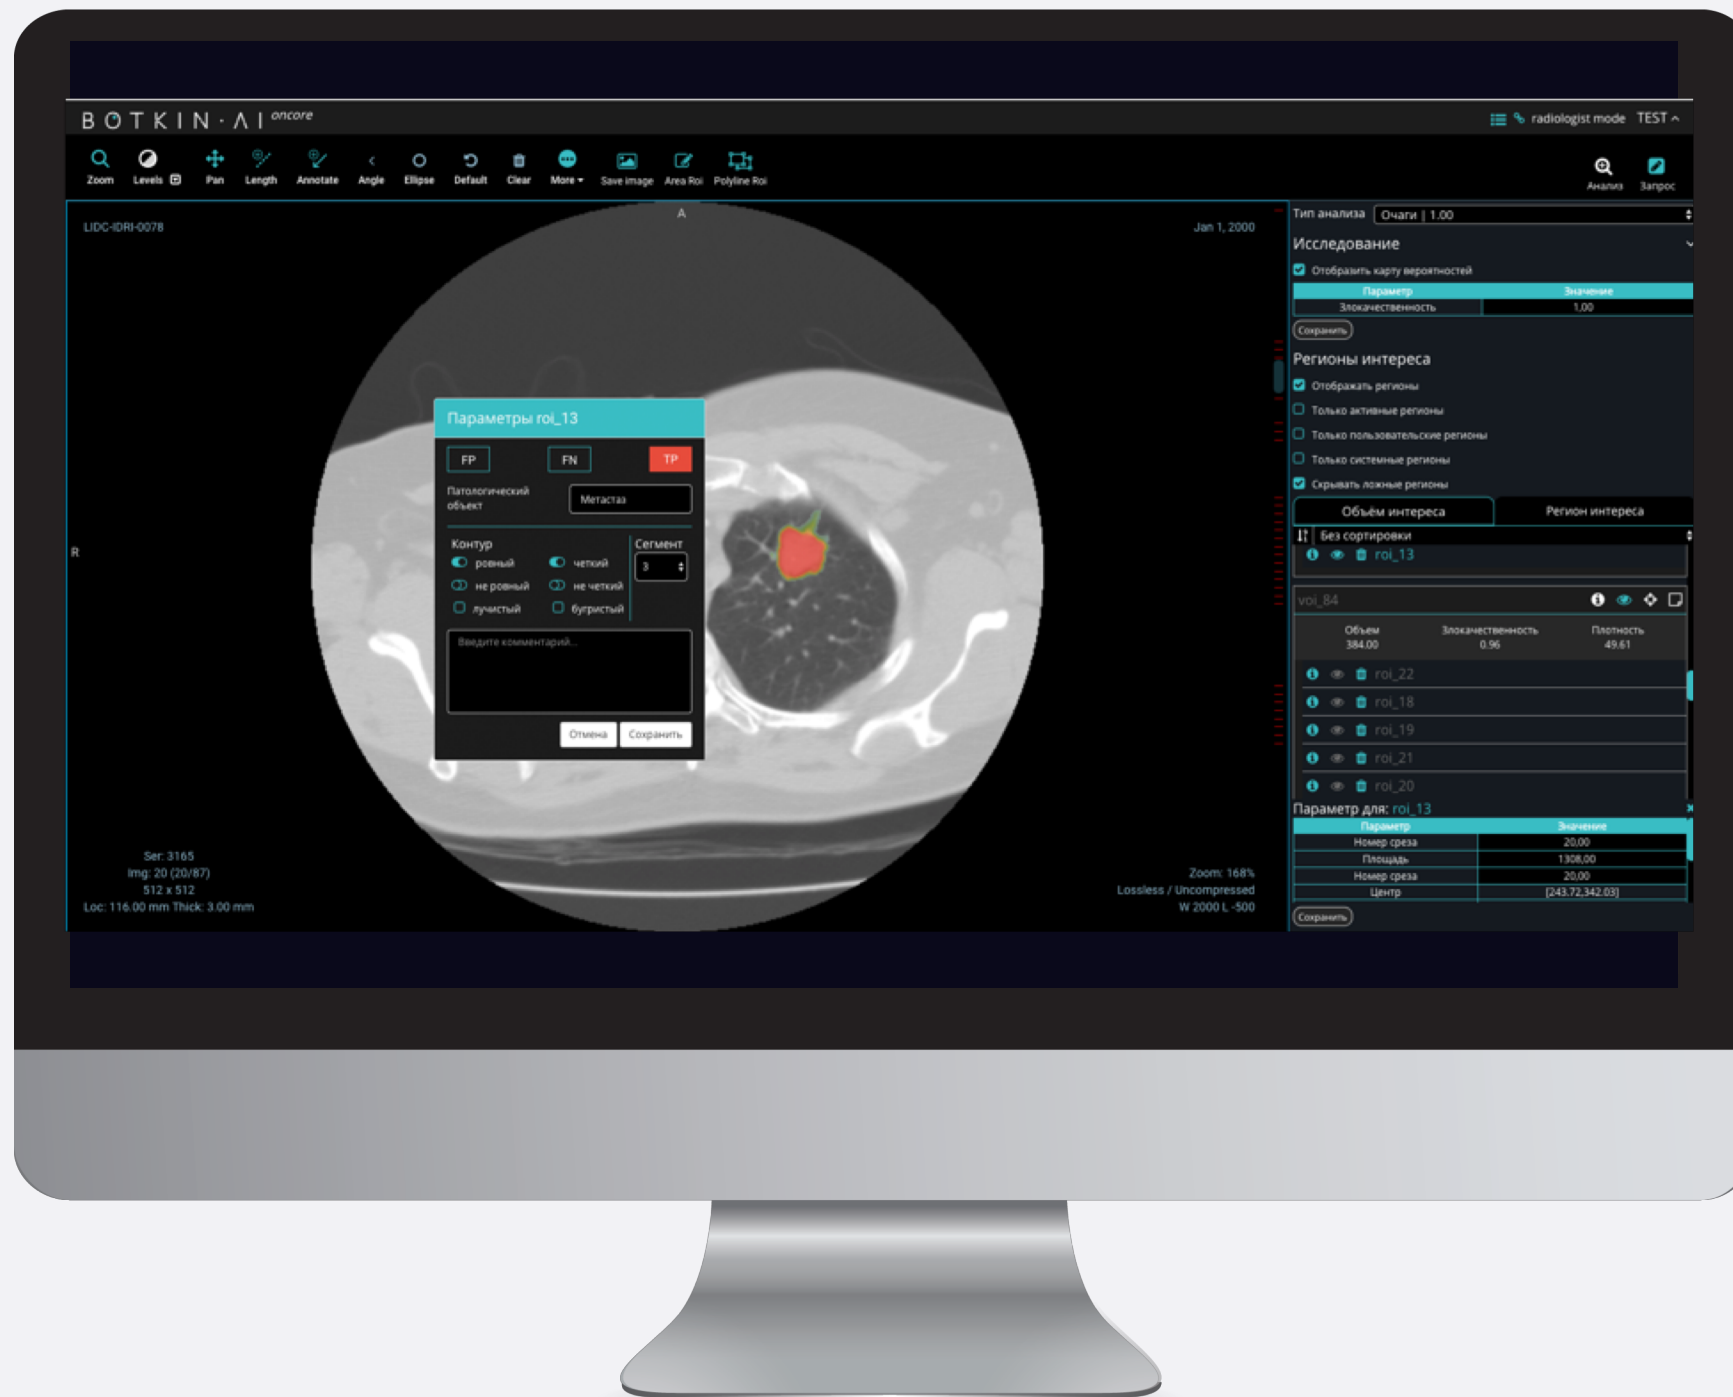 BOTKIN·AI oncore
radiologist mode TEST
Zoom Levels Pan Length Annotate Angle Ellipse Default Clear More Save image Area Roi Polyline Roi
Анализ Запрос
LIDC-IDRI-0078
A
Jan 1, 2000
R
Параметры roi_13
FP FN TP
Патологический объект
Метастаз
Контур
Сегмент
ровный четкий
3
не ровный не четкий
лучистый бугристый
Введите комментарий...
Отмена Сохранить
Ser: 3165
Img: 20 (20/87)
512 x 512
Loc: 116.00 mm Thick: 3.00 mm
Zoom: 168%
Lossless / Uncompressed
W 2000 L -500
Тип анализа Очаги | 1.00
Исследование
Отобразить карту вероятностей
Параметр Значение
Злокачественность 1,00
Сохранить
Регионы интереса
Отображать регионы
Только активные регионы
Только пользовательские регионы
Только системные регионы
Скрывать ложные регионы
Объём интереса Регион интереса
Без сортировки
roi_13
voi_84
Объем Злокачественность Плотность
384.00 0.96 49.61
roi_22
roi_18
roi_19
roi_21
roi_20
Параметр для: roi_13
Параметр Значение
Номер среза 20,00
Площадь 1308,00
Номер среза 20,00
Центр [243.72,342.03]
Сохранить